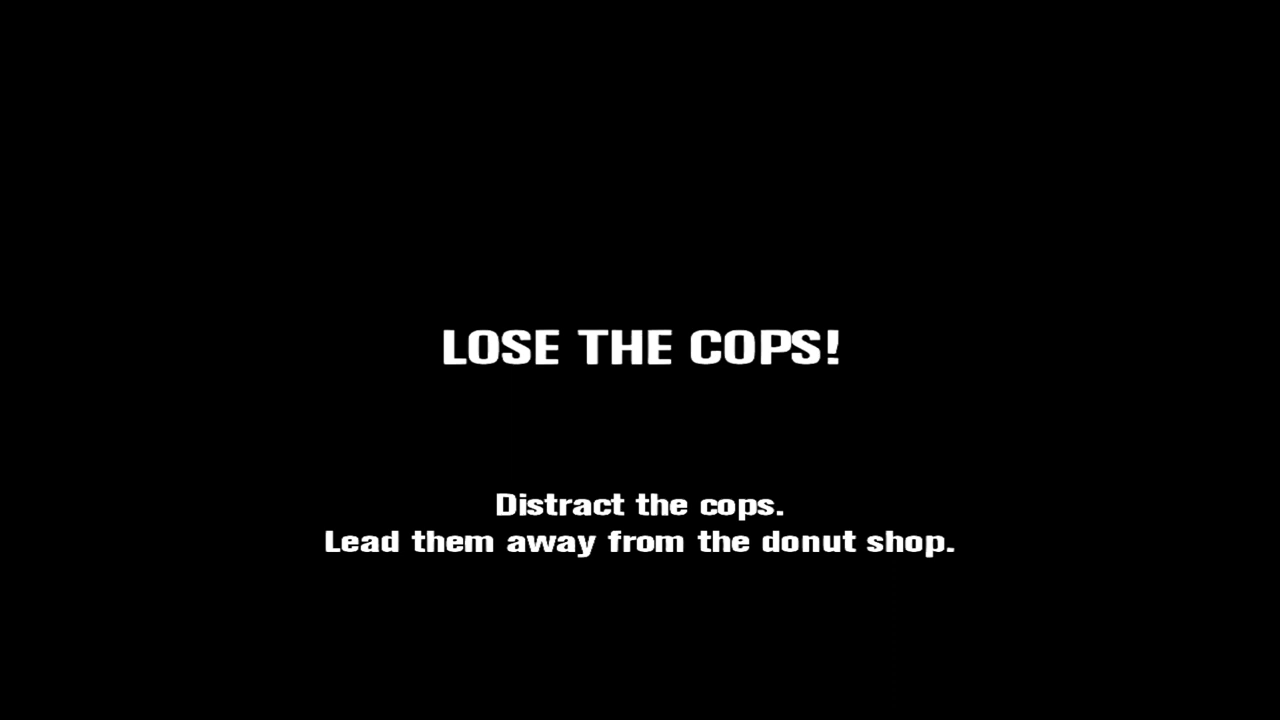 LOSE THE COPS!
Distract the cops.
Lead them away from the donut shop.